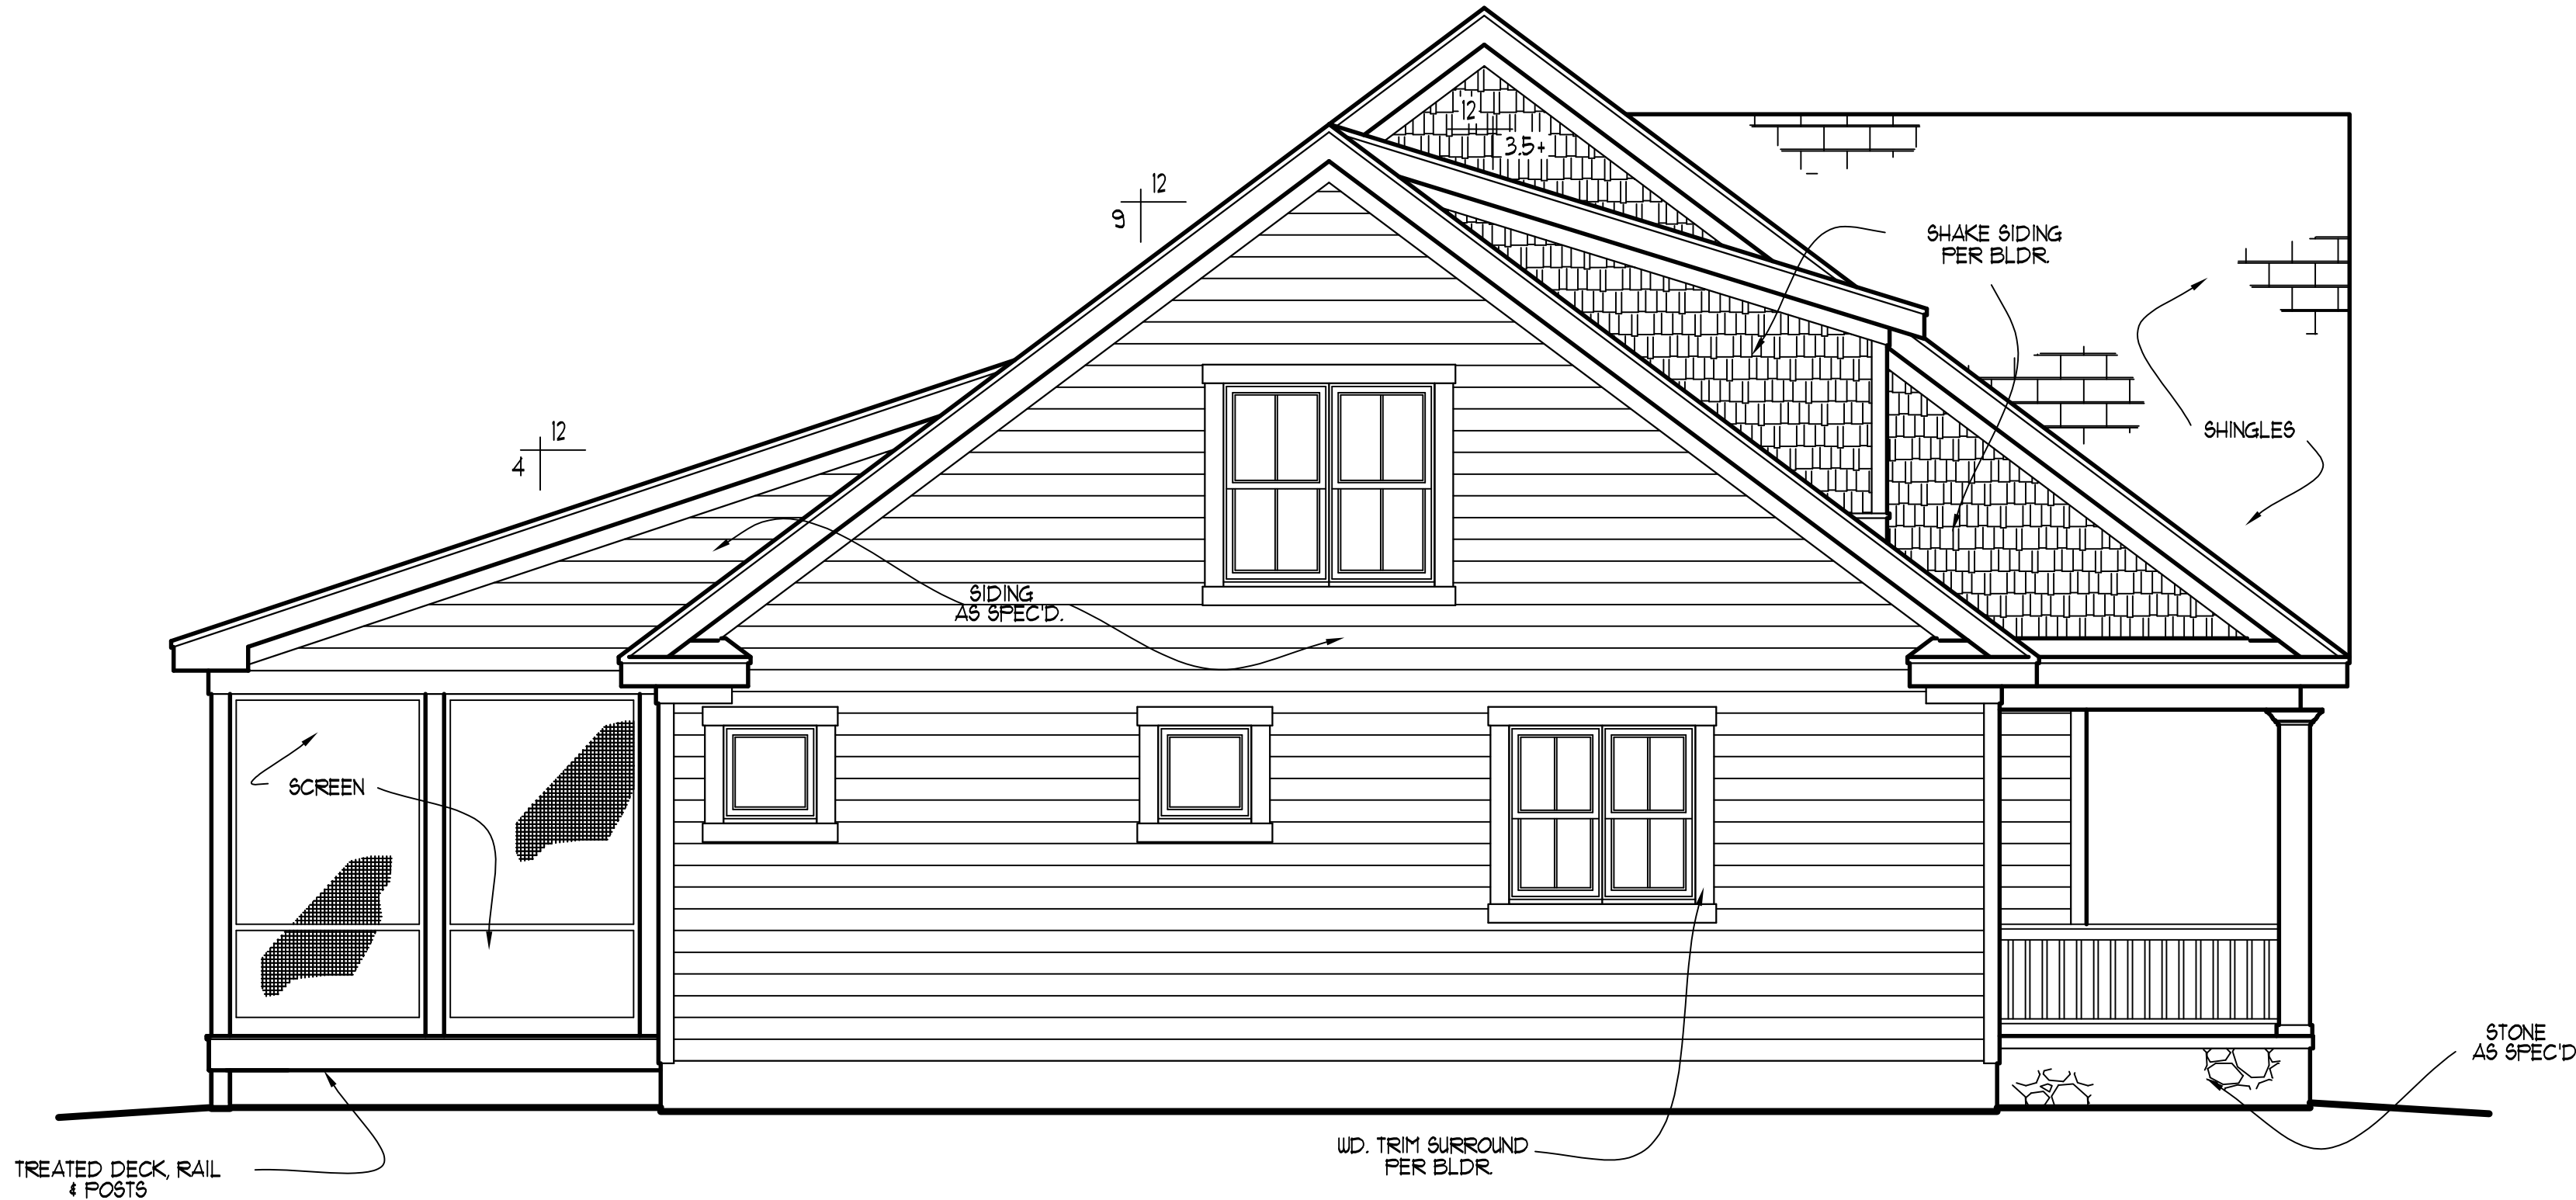 12
3.5+
12
9
SHAKE SIDING
PER BLDR.
12
4
SHINGLES
SIDING
AS SPEC'D.
SCREEN
STONE
AS SPEC'D
WD. TRIM SURROUND
PER BLDR.
TREATED DECK, RAIL
& POSTS